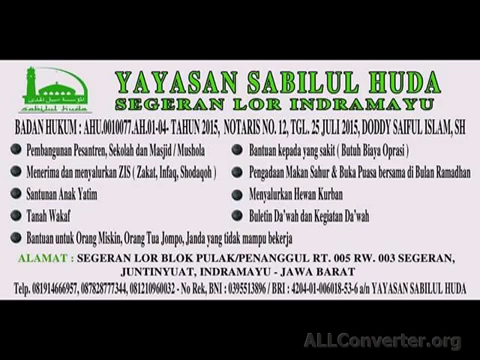 sabilul huda
YAYASAN SABILUL HUDA
SEGERAN LOR INDRAMAYU
BADAN HUKUM : AHU.0010077.AH.01-04- TAHUN 2015, NOTARIS NO. 12, TGL. 25 JULI 2015, DODDY SAIFUL ISLAM, SH
Pembangunan Pesantren, Sekolah dan Masjid / Mushola
Menerima dan menyalurkan ZIS ( Zakat, Infaq, Shodaqoh )
Santunan Anak Yatim
Tanah Wakaf
Bantuan untuk Orang Miskin, Orang Tua Jompo, Janda yang tidak mampu bekerja
Bantuan kepada yang sakit ( Butuh Biaya Oprasi )
Pengadaan Makan Sahur & Buka Puasa bersama di Bulan Ramadhan
Menyalurkan Hewan Kurban
Buletin Da'wah dan Kegiatan Da'wah
ALAMAT : SEGERAN LOR BLOK PULAK/PENANGGUL RT. 005 RW. 003 SEGERAN,
JUNTINYUAT, INDRAMAYU - JAWA BARAT
Telp. 081914666957, 087828777344, 081210960032 - No Rek, BNI : 0395513896 / BRI : 4204-01-006018-53-6 a/n YAYASAN SABILUL HUDA
ALLConverter.org